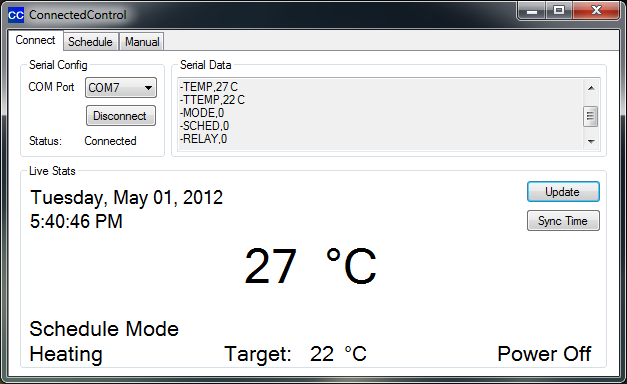 CC ConnectedControl
Connect Schedule Manual
Serial Config
COM Port COM7
Disconnect
Status: Connected
Serial Data
-TEMP,27 C
-TTEMP,22 C
-MODE,0
-SCHED,0
-RELAY,0
Live Stats
Tuesday, May 01, 2012
5:40:46 PM
Update
Sync Time
27 °C
Schedule Mode
Heating Target: 22 °C Power Off